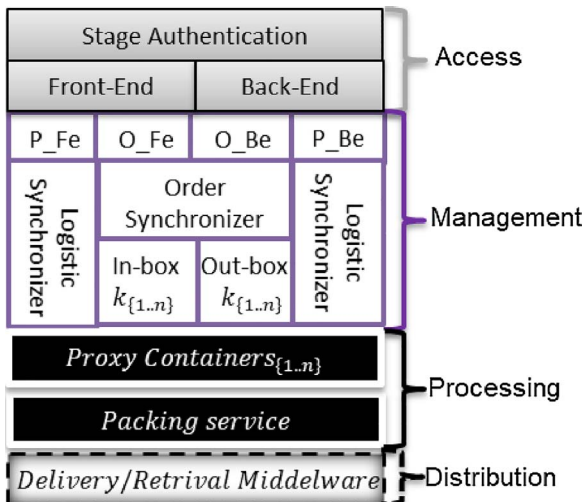 Stage Authentication
Front-End Back-End
Access
P_Fe O_Fe O_Be P_Be
Logistic
Synchronizer
Order
Synchronizer
In-box Out-box
k{1..n} k{1..n}
Logistic
Synchronizer
Management
Proxy Containers{1..n}
Packing service
Processing
Delivery/Retrival Middelware
Distribution